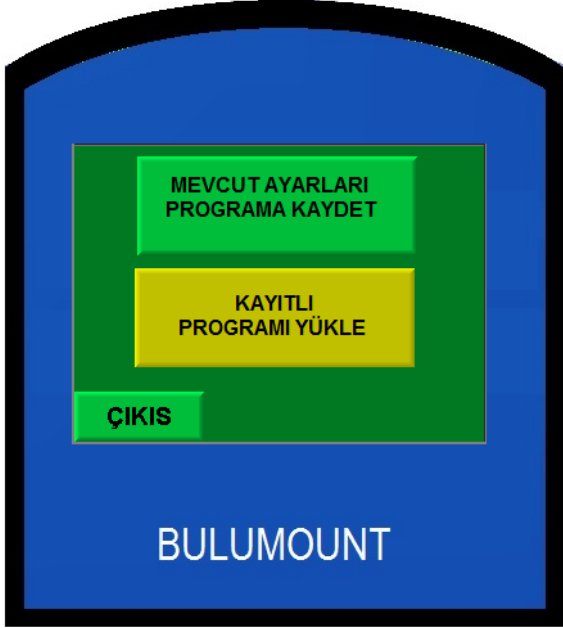 MEVCUT AYARLARI
PROGRAMA KAYDET
KAYITLI
PROGRAMI YÜKLE
ÇIKIS
BULUMOUNT